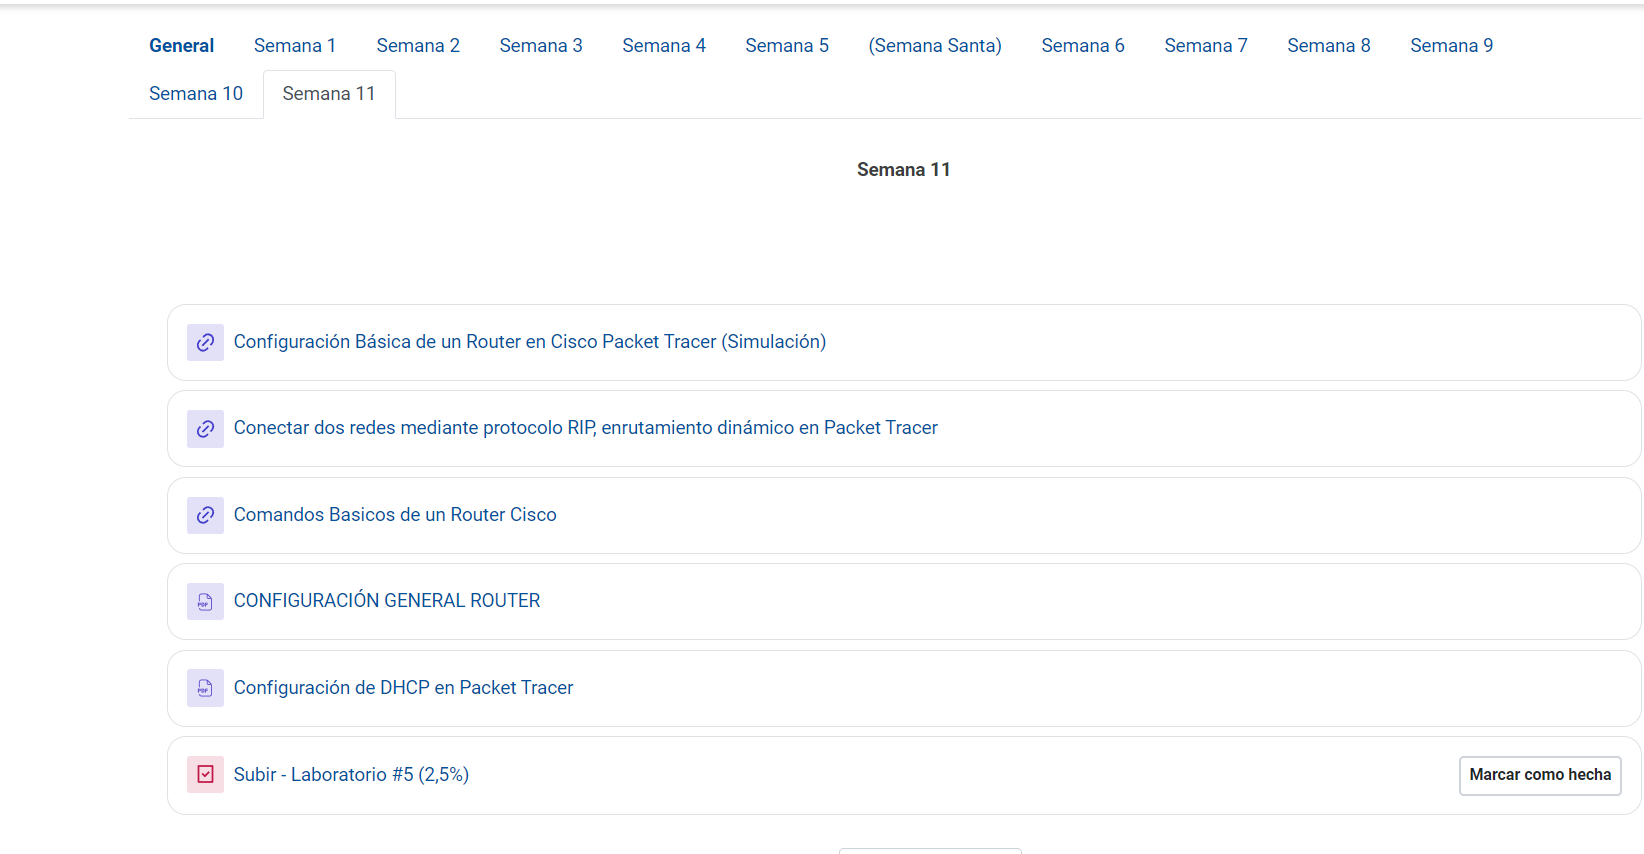 General Semana 1 Semana 2 Semana 3 Semana 4 Semana 5 (Semana Santa) Semana 6 Semana 7 Semana 8 Semana 9
Semana 10 Semana 11
Semana 11
Configuración Básica de un Router en Cisco Packet Tracer (Simulación)
Conectar dos redes mediante protocolo RIP, enrutamiento dinámico en Packet Tracer
Comandos Basicos de un Router Cisco
PDF CONFIGURACIÓN GENERAL ROUTER
PDF Configuración de DHCP en Packet Tracer
Subir - Laboratorio #5 (2,5%) Marcar como hecha